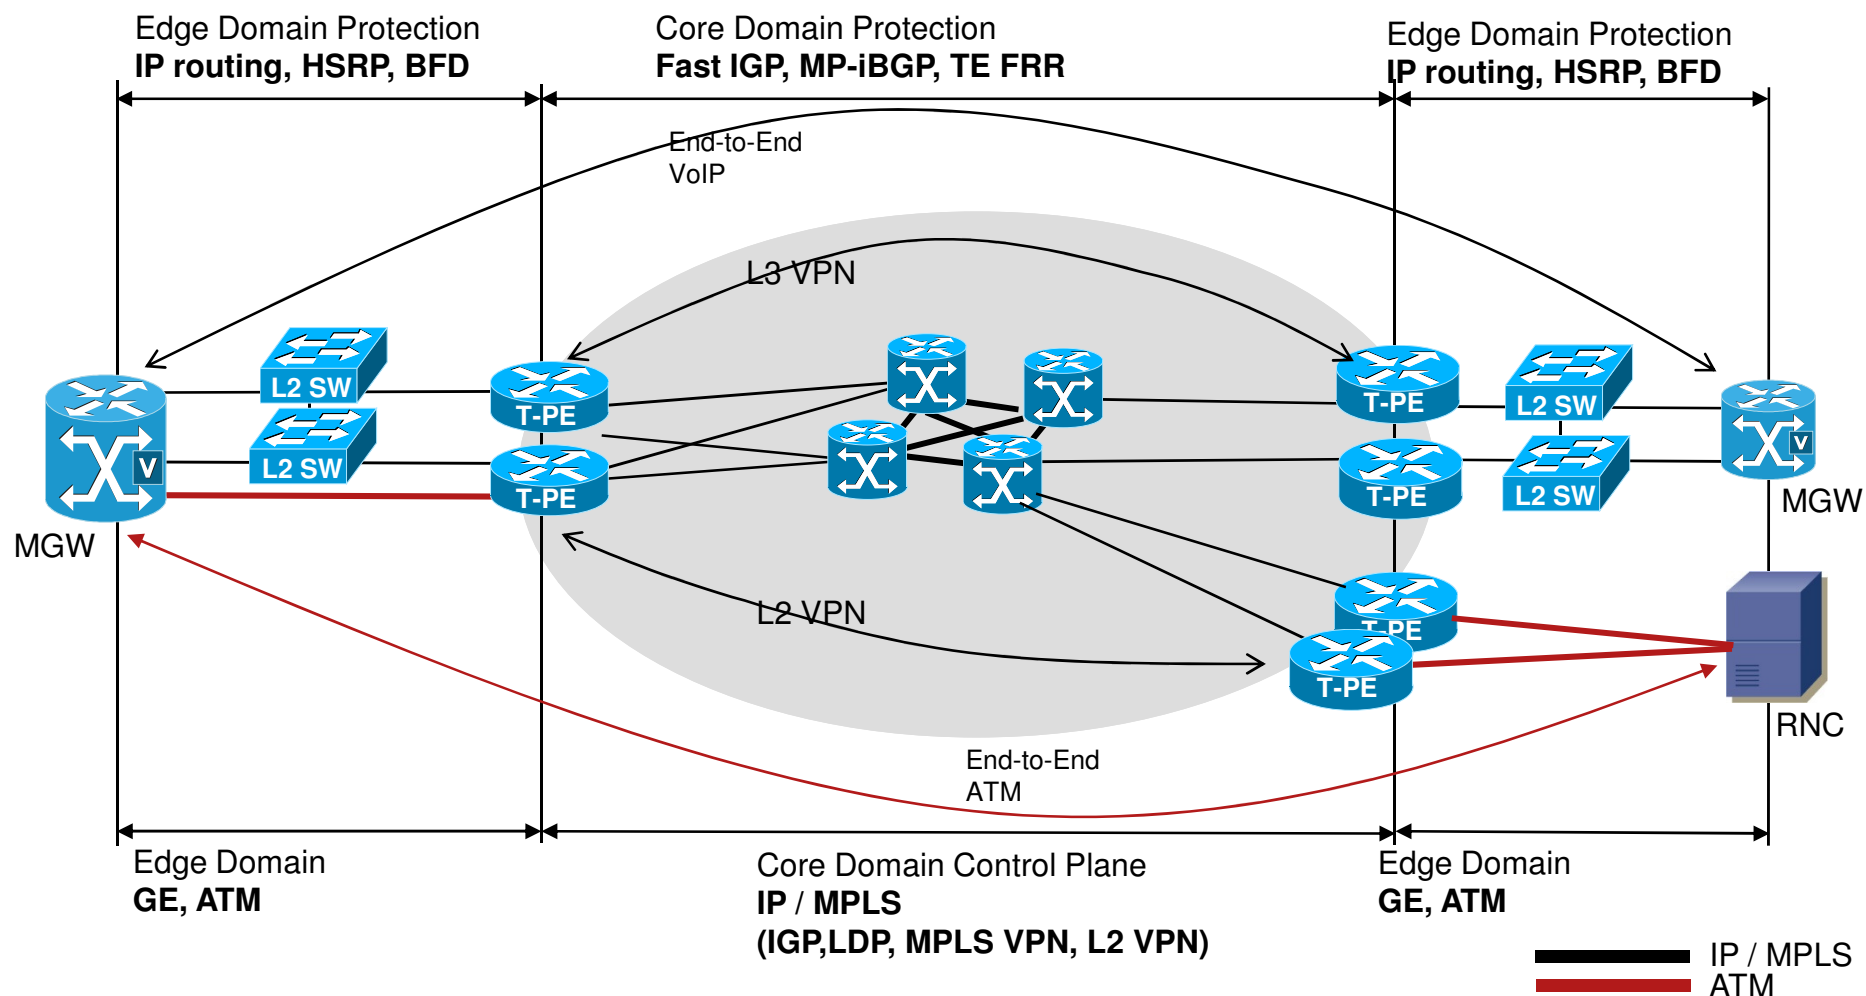 Edge Domain Protection
IP routing, HSRP, BFD
Core Domain Protection
Fast IGP, MP-iBGP, TE FRR
Edge Domain Protection
IP routing, HSRP, BFD
End-to-End
VoIP
L3 VPN
L2 SW
L2 SW
T-PE
T-PE
T-PE
T-PE
L2 SW
L2 SW
V
V
MGW
MGW
L2 VPN
T-PE
T-PE
RNC
End-to-End
ATM
Edge Domain
GE, ATM
Core Domain Control Plane
IP / MPLS
(IGP,LDP, MPLS VPN, L2 VPN)
Edge Domain
GE, ATM
IP / MPLS
ATM